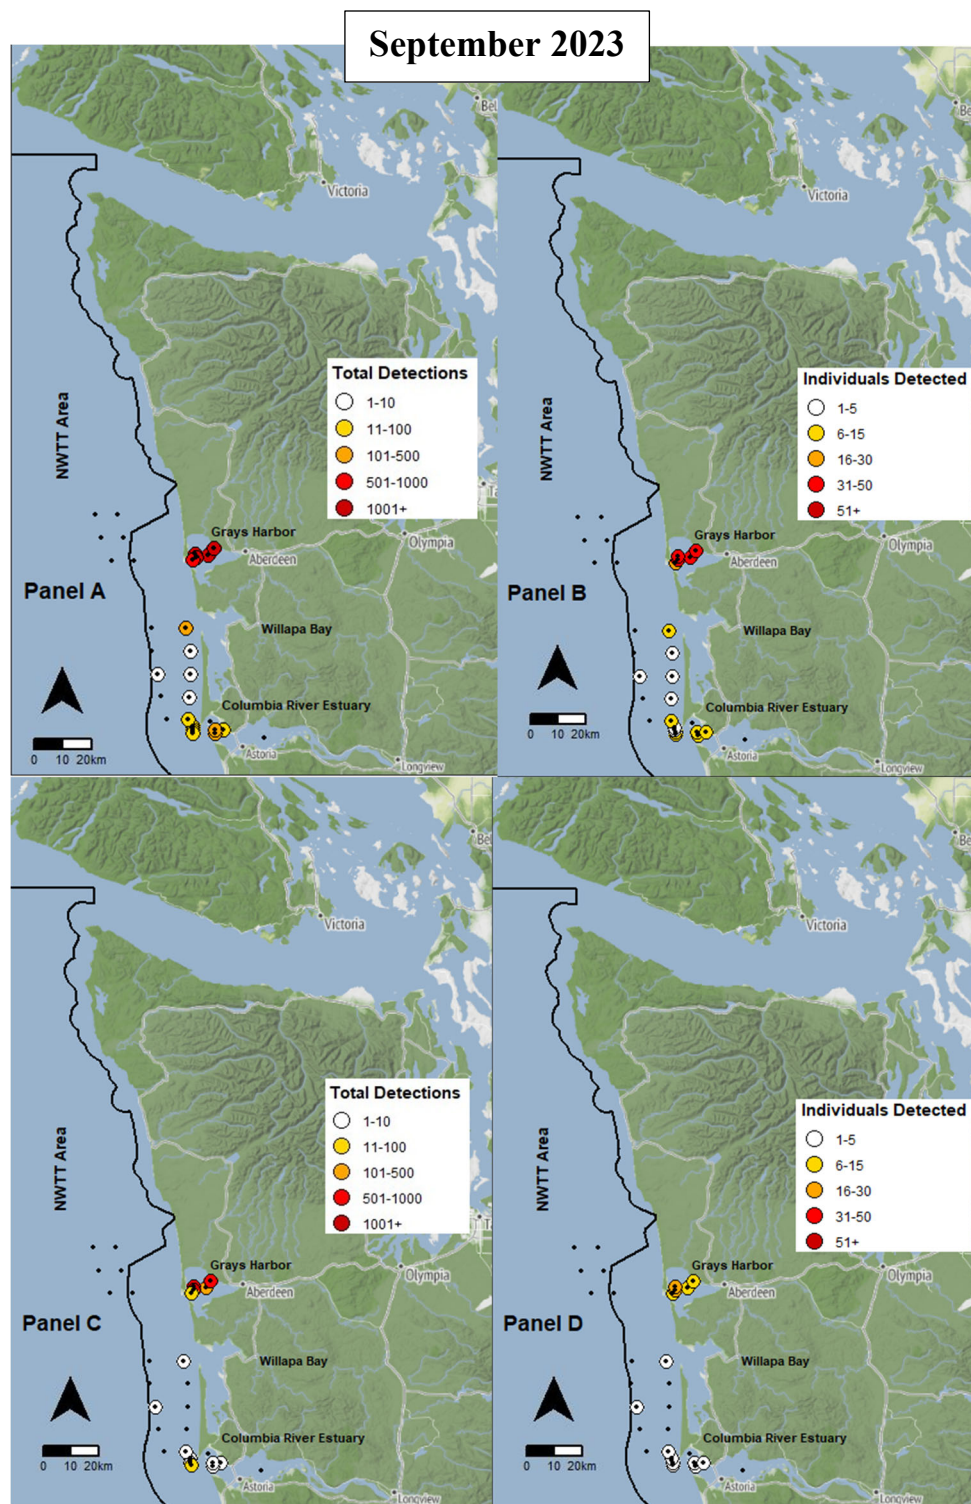 September 2023
Bel
Victoria
Total Detections
1-10
11-100
101-500
501-1000
1001+
NWTT Area
Grays Harbor
Aberdeen
Olympia
Ta
Panel A
Willapa Bay
Columbia River Estuary
0 10 20km
Astoria
Longview
Be
Victoria
Individuals Detected
1-5
6-15
16-30
31-50
51+
NWTT Area
Grays Harbor
Aberdeen
Olympia
Panel B
Willapa Bay
Columbia River Estuary
0 10 20km
Astoria
Longview
Bel
Victoria
Total Detections
1-10
11-100
101-500
501-1000
1001+
NWTT Area
Ta
Grays Harbor
Aberdeen
Olympia
Panel C
Willapa Bay
Columbia River Estuary
0 10 20km
Astoria
Longview
Be
Victoria
Individuals Detected
1-5
6-15
16-30
31-50
51+
NWTT Area
Grays Harbor
Aberdeen
Olympia
Panel D
Willapa Bay
Columbia River Estuary
0 10 20km
Astoria
Longview